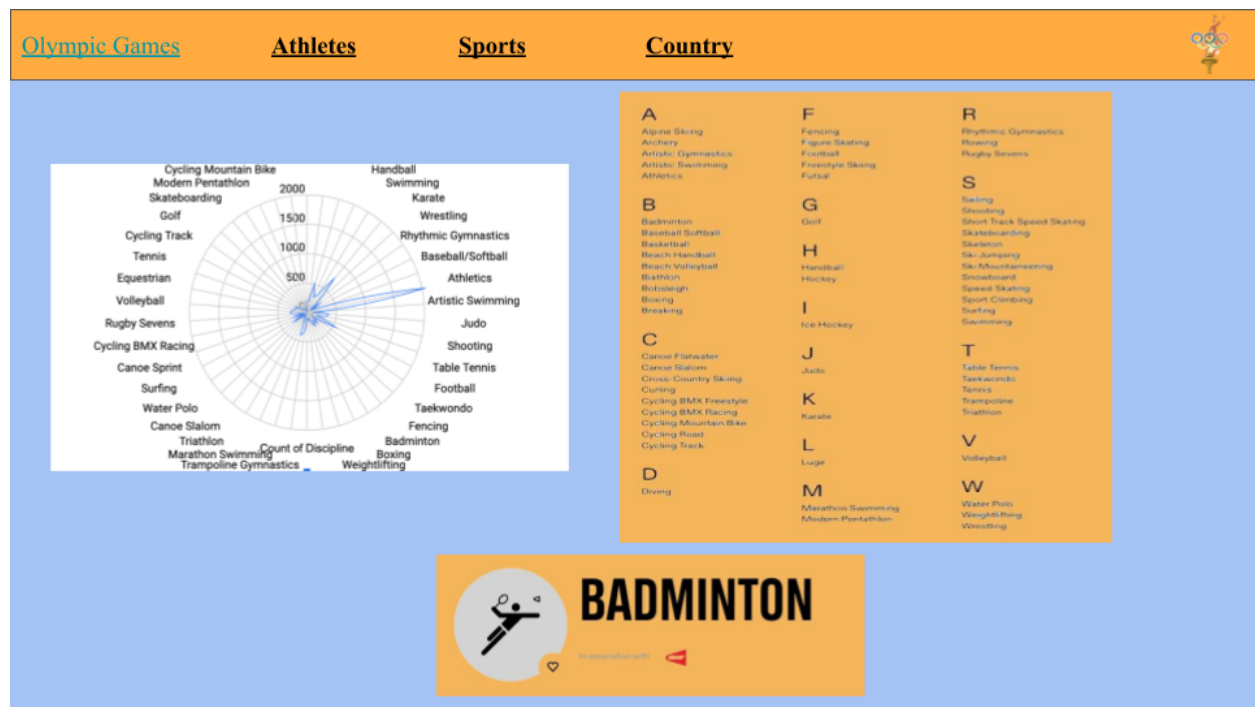 Olympic Games
Athletes
Sports
Country
Cycling Mountain Bike
Modern Pentathlon
Skateboarding
Golf
Cycling Track
Tennis
Equestrian
Volleyball
Rugby Sevens
Cycling BMX Racing
Canoe Sprint
Surfing
Water Polo
Canoe Slalom
Triathlon
Marathon Swimming
Trampoline Gymnastics
2000
1500
1000
500
Count of Discipline
Handball
Swimming
Karate
Wrestling
Rhythmic Gymnastics
Baseball/Softball
Athletics
Artistic Swimming
Judo
Shooting
Table Tennis
Football
Taekwondo
Fencing
Badminton
Boxing
Weightlifting
A
Alpine Skiing
Archery
Artistic Gymnastics
Artistic Swimming
Athletics
B
Badminton
Baseball Softball
Basketball
Beach Handball
Beach Volleyball
Biathlon
Bobsleigh
Boxing
Breaking
C
Canoe Flatwater
Canoe Slalom
Cross-Country Skiing
Curling
Cycling BMX Freestyle
Cycling BMX Racing
Cycling Mountain Bike
Cycling Road
Cycling Track
D
Diving
F
Fencing
Figure Skating
Football
Freestyle Skiing
Futsal
G
Golf
H
Handball
Hockey
I
Ice Hockey
J
Judo
K
Karate
L
Luge
M
Marathon Swimming
Modern Pentathlon
R
Rhythmic Gymnastics
Rowing
Rugby Sevens
S
Sailing
Shooting
Short Track Speed Skating
Skateboarding
Skeleton
Ski Jumping
Ski Mountaineering
Snowboard
Speed Skating
Sport Climbing
Surfing
Swimming
T
Table Tennis
Taekwondo
Tennis
Trampoline
Triathlon
V
Volleyball
W
Water Polo
Weightlifting
Wrestling
BADMINTON
In association with